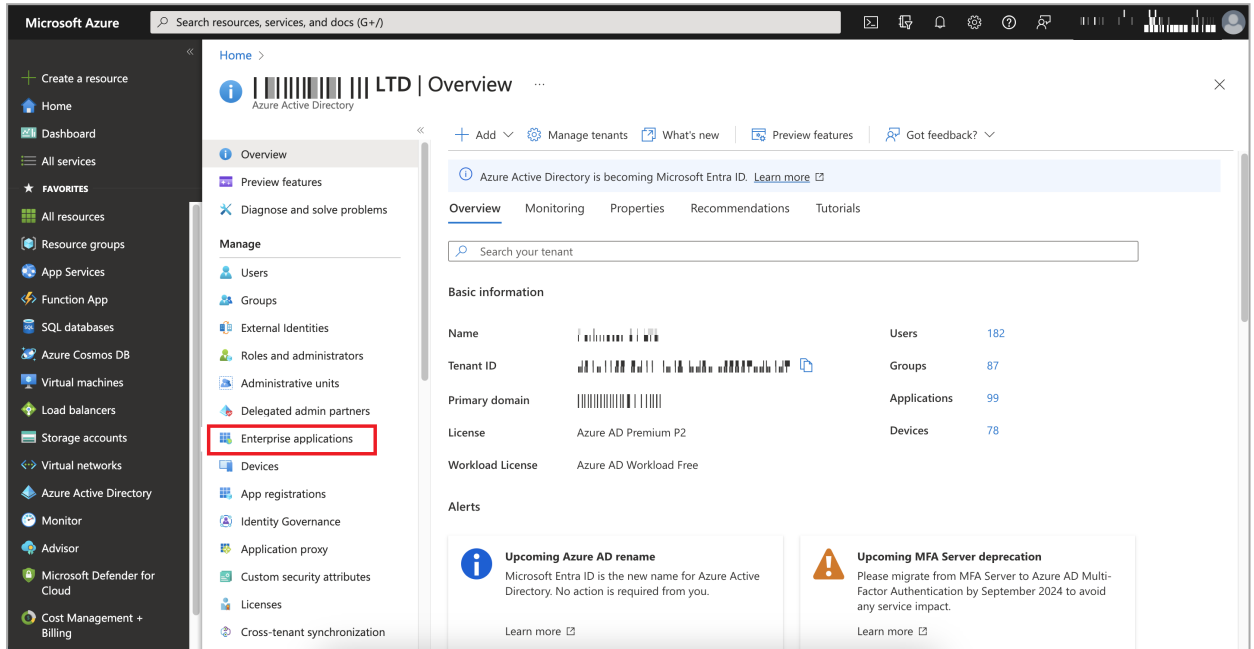 Microsoft Azure
Search resources, services, and docs (G+/)
Create a resource
Home
Dashboard
All services
FAVORITES
All resources
Resource groups
App Services
Function App
SQL databases
Azure Cosmos DB
Virtual machines
Load balancers
Storage accounts
Virtual networks
Azure Active Directory
Monitor
Advisor
Microsoft Defender for
Cloud
Cost Management +
Billing
Home >
LTD | Overview ...
Azure Active Directory
Overview
Preview features
Diagnose and solve problems
Manage
Users
Groups
External Identities
Roles and administrators
Administrative units
Delegated admin partners
Enterprise applications
Devices
App registrations
Identity Governance
Application proxy
Custom security attributes
Licenses
Cross-tenant synchronization
Add Manage tenants What's new Preview features Got feedback?
Azure Active Directory is becoming Microsoft Entra ID. Learn more
Overview Monitoring Properties Recommendations Tutorials
Search your tenant
Basic information
Name Users 182
Tenant ID Groups 87
Primary domain Applications 99
License Azure AD Premium P2 Devices 78
Workload License Azure AD Workload Free
Alerts
Upcoming Azure AD rename
Microsoft Entra ID is the new name for Azure Active
Directory. No action is required from you.
Learn more
Upcoming MFA Server deprecation
Please migrate from MFA Server to Azure AD Multi-
Factor Authentication by September 2024 to avoid
any service impact.
Learn more